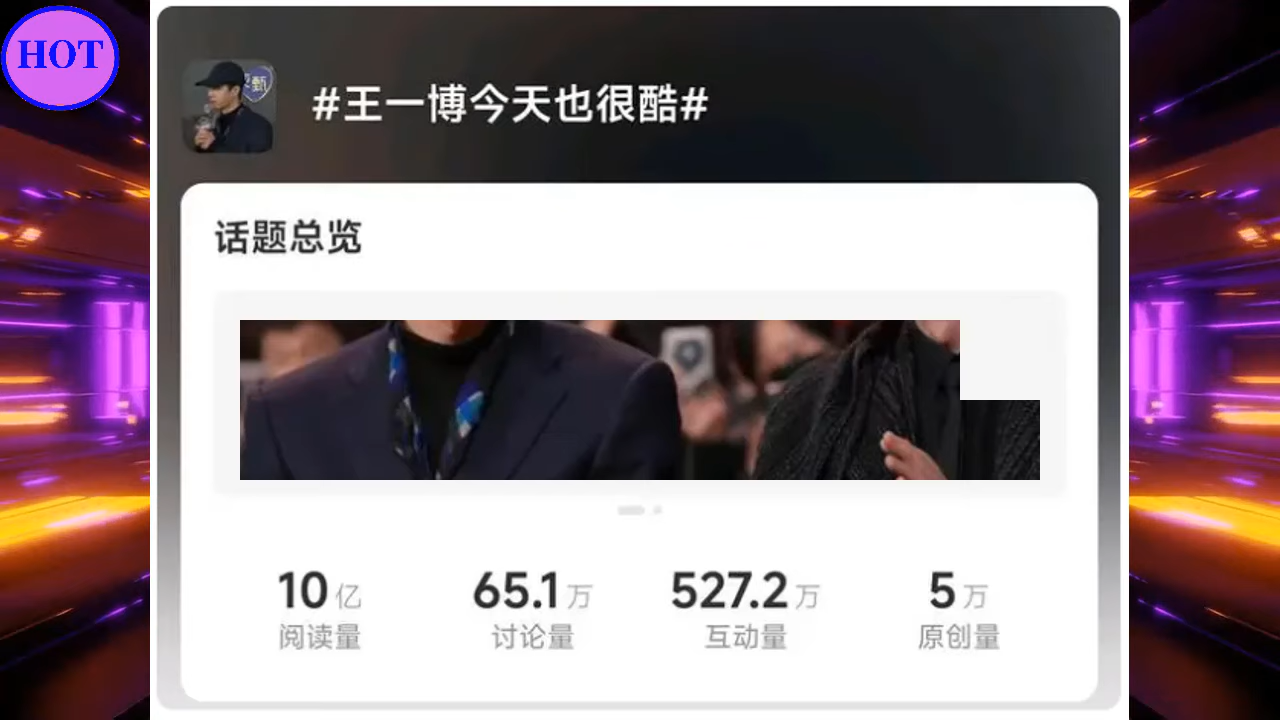 HOT
#王一博今天也很酷#
话题总览
10亿 65.1万 527.2万 5万
阅读量 讨论量 互动量 原创量